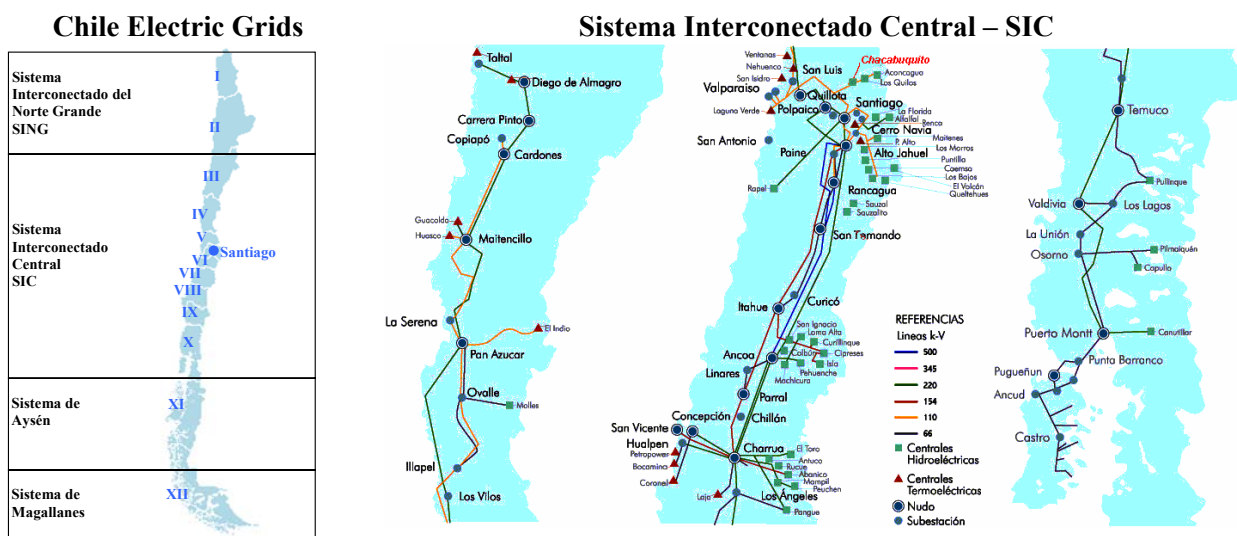 Chile Electric Grids
Sistema
Interconectado del
Norte Grande
SING
Sistema
Interconectado
Central
SIC
Sistema de
Aysén
Sistema de
Magallanes
I
II
III
IV
V
Santiago
VI
VII
VIII
IX
X
XI
XII
Sistema Interconectado Central – SIC
Taltal
Diego de Almagro
Carrera Pinto
Copiapó
Cardones
Guacolda
Huasco
Maitencillo
La Serena
El Indio
Pan Azucar
Ovalle
Molles
Illapel
Los Vilos
Ventanas
Nehuenco
San Isidro
San Luis
Chacabuquito
Aconcagua
Los Quilos
Valparaiso
Quillota
Laguna Verde
Polpaico
Santiago
La Florida
Alfalfal
Renca
San Antonio
Cerro Navia
Maitenes
P. Alto
Los Morros
Paine
Alto Jahuel
Puntilla
Caemsa
Los Bajos
Rapel
Rancagua
El Volcán
Queltehues
Sauzal
Sauzalito
San Fernando
Itahue
Curicó
San Ignacio
Loma Alta
Curillinque
Ancoa
Colbún
Cipreses
Isla
Linares
Pehuenche
Machicura
Parral
Concepción
Chillán
San Vicente
Hualpen
Charrua
El Toro
Petropower
Antuco
Bocamina
Rucue
Abanico
Coronel
Mampil
Peuchen
Laja
Los Angeles
Pangue
REFERENCIAS
Lineas k-V
500
345
220
154
110
66
Centrales
Hidroeléctricas
Centrales
Termoeléctricas
Nudo
Subestación
Temuco
Pullinque
Valdivia
Los Lagos
La Unión
Osorno
Pilmaiquén
Capullo
Puerto Montt
Canutillar
Punta Barranco
Pugueñun
Ancud
Castro